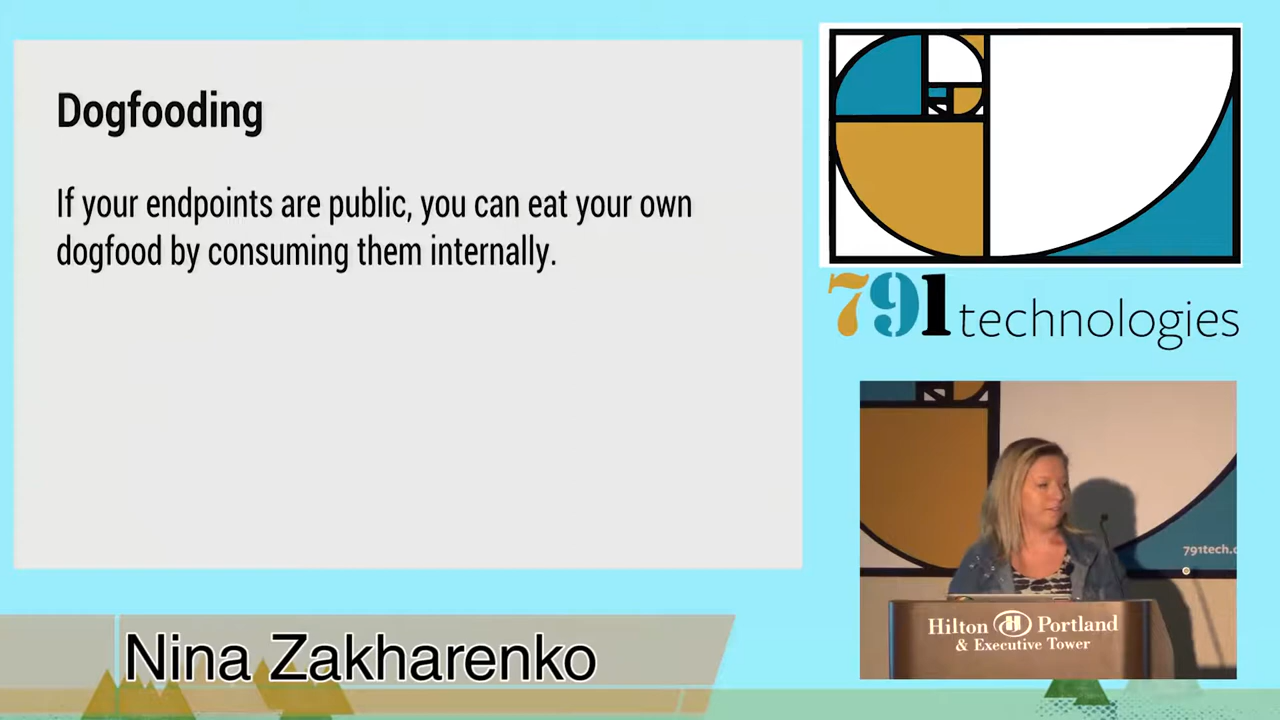 Dogfooding
If your endpoints are public, you can eat your own
dogfood by consuming them internally.
791 technologies
791tech.c
Hilton Portland
& Executive Tower
Nina Zakharenko